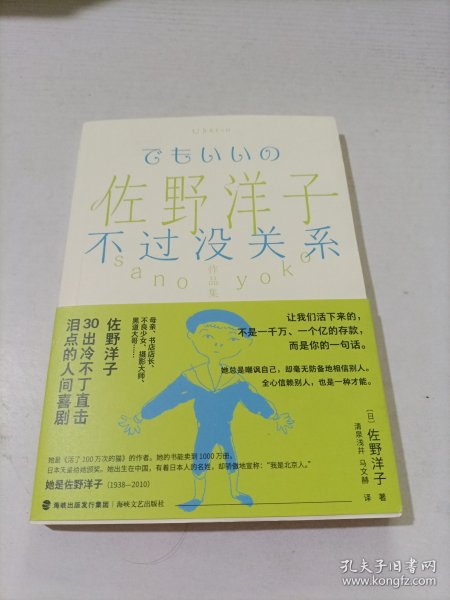 でもいいの
佐野洋子
不过没关系
sano yoko
作品集
让我们活下来的，
不是一千万、一个亿的存款，
而是你的一句话。
她总是嘲讽自己，却毫无防备地相信别人。
全心信赖别人，也是一种才能。
母亲、书店店长、
不良少女、摄影大师、
黑道大哥……
佐野洋子
30出冷不丁直击
泪点的人间喜剧
〔日〕佐野洋子 著
清泉浅井 马文赫 译
她是《活了100万次的猫》的作者。她的书能卖到1000万册。
日本天皇给她颁奖。她出生在中国，有着日本人的名姓，却骄傲地宣称：“我是北京人。”
她是佐野洋子（1938—2010）
海峡出版发行集团｜海峡文艺出版社
孔夫子旧书网
www.kongfz.com